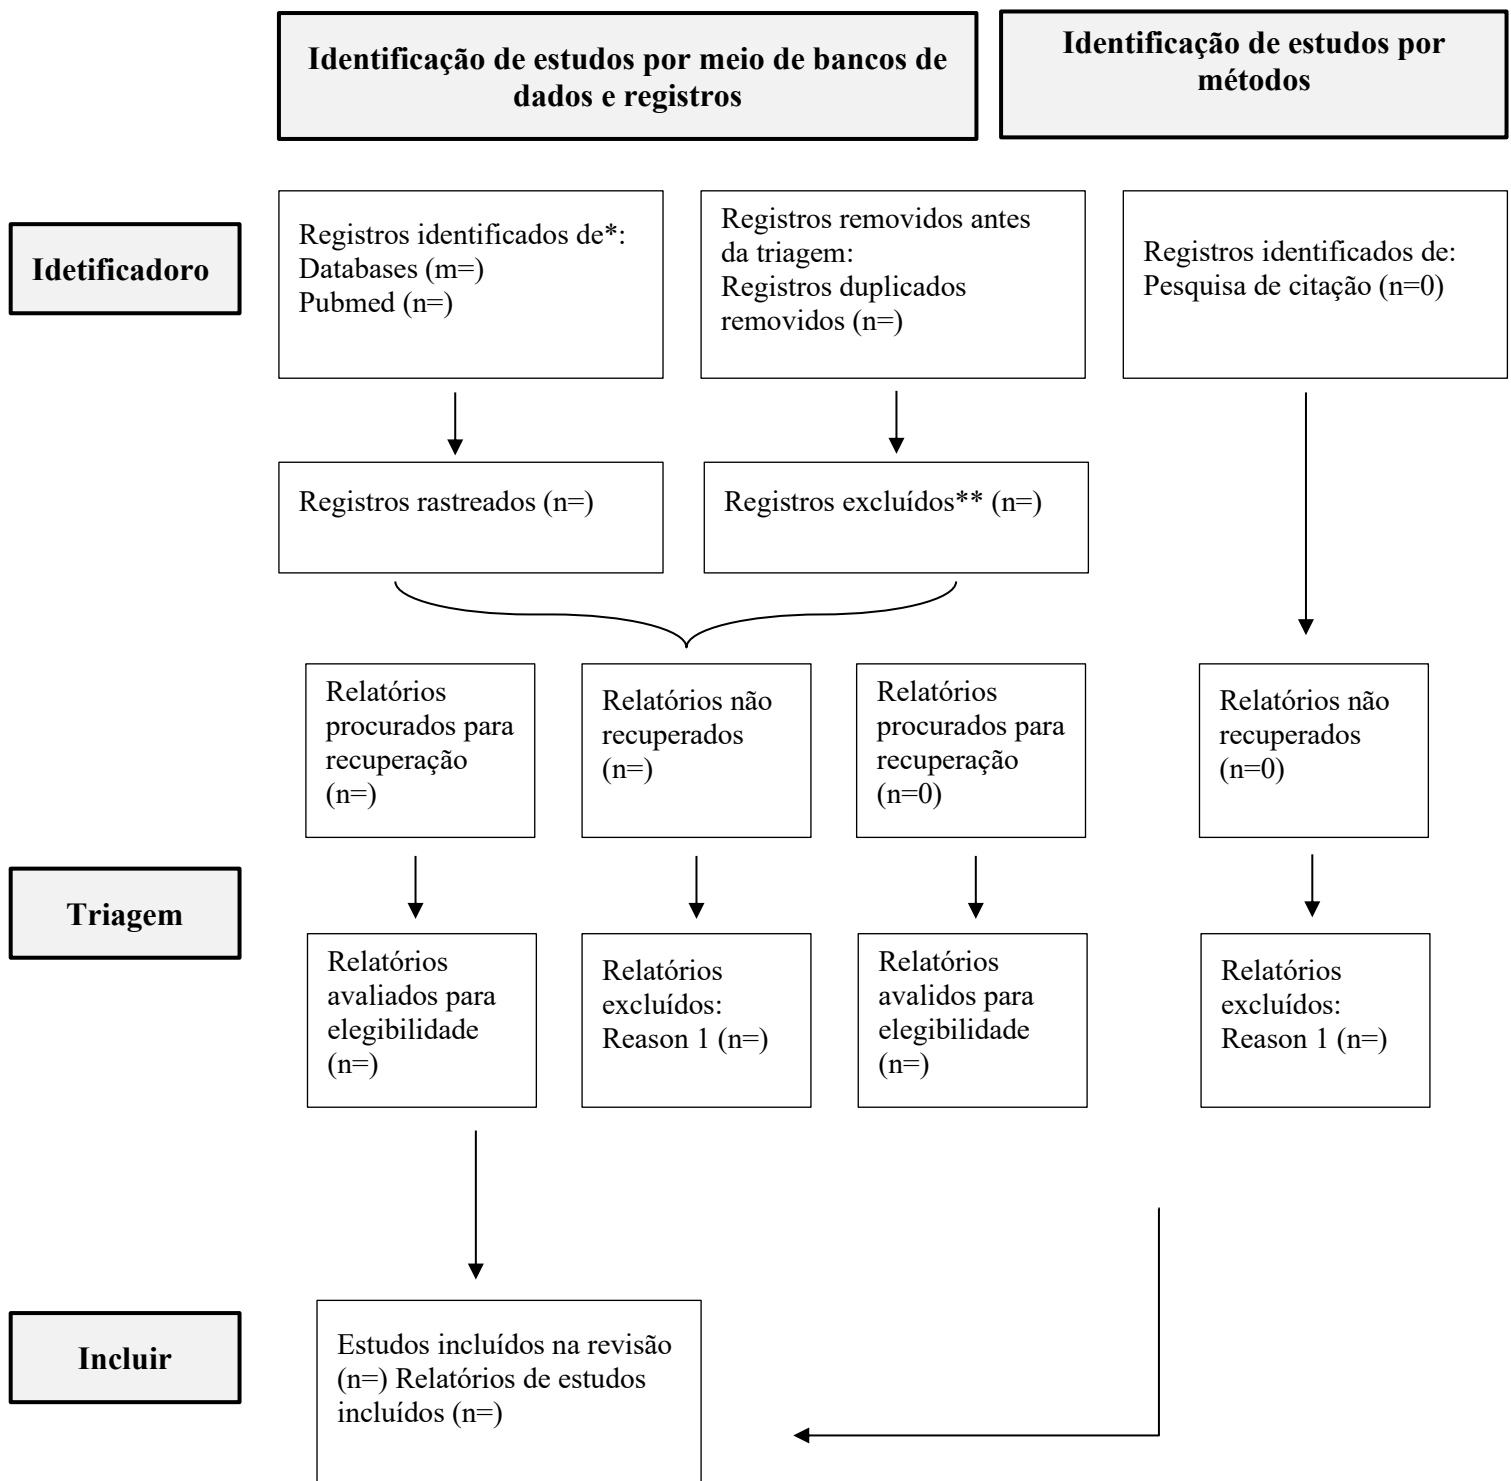 Identificação de estudos por meio de bancos de
dados e registros
Identificação de estudos por
métodos
Idetificadoro
Registros identificados de*:
Databases (m=)
Pubmed (n=)
Registros removidos antes
da triagem:
Registros duplicados
removidos (n=)
Registros identificados de:
Pesquisa de citação (n=0)
Registros rastreados (n=)
Registros excluídos** (n=)
Relatórios
procurados para
recuperação
(n=)
Relatórios não
recuperados
(n=)
Relatórios
procurados para
recuperação
(n=0)
Relatórios não
recuperados
(n=0)
Triagem
Relatórios
avaliados para
elegibilidade
(n=)
Relatórios
excluídos:
Reason 1 (n=)
Relatórios
avalidos para
elegibilidade
(n=)
Relatórios
excluídos:
Reason 1 (n=)
Incluir
Estudos incluídos na revisão
(n=) Relatórios de estudos
incluídos (n=)